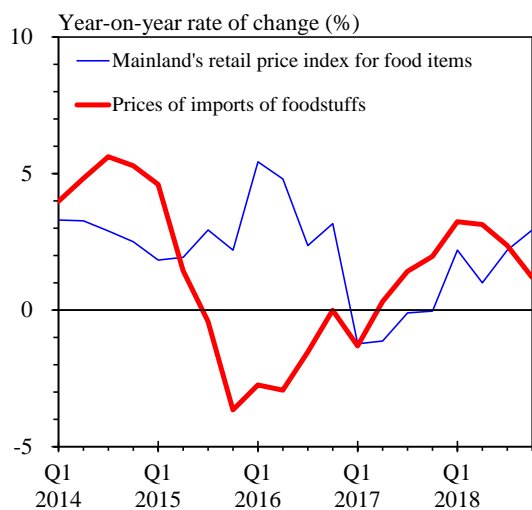 Year-on-year rate of change (%)
10
Mainland's retail price index for food items
Prices of imports of foodstuffs
5
0
-5
Q1 Q1 Q1 Q1 Q1
2014 2015 2016 2017 2018